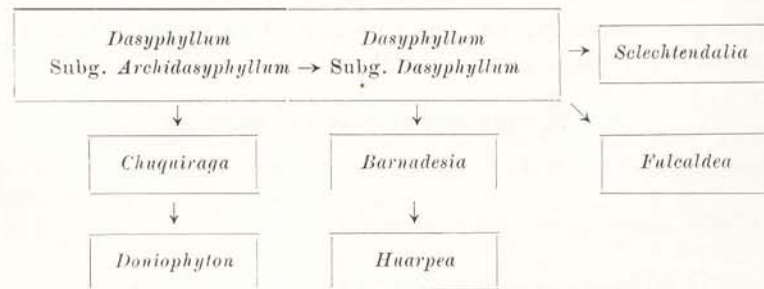 Dasyphyllum Dasyphyllum
Subg. Archidasyphyllum → Subg. Dasyphyllum → Sclechtendalia
↓ ↓ ↘
Chuquiraga Barnadesia Fulcaldea
↓ ↓
Doniophyton Huarpea